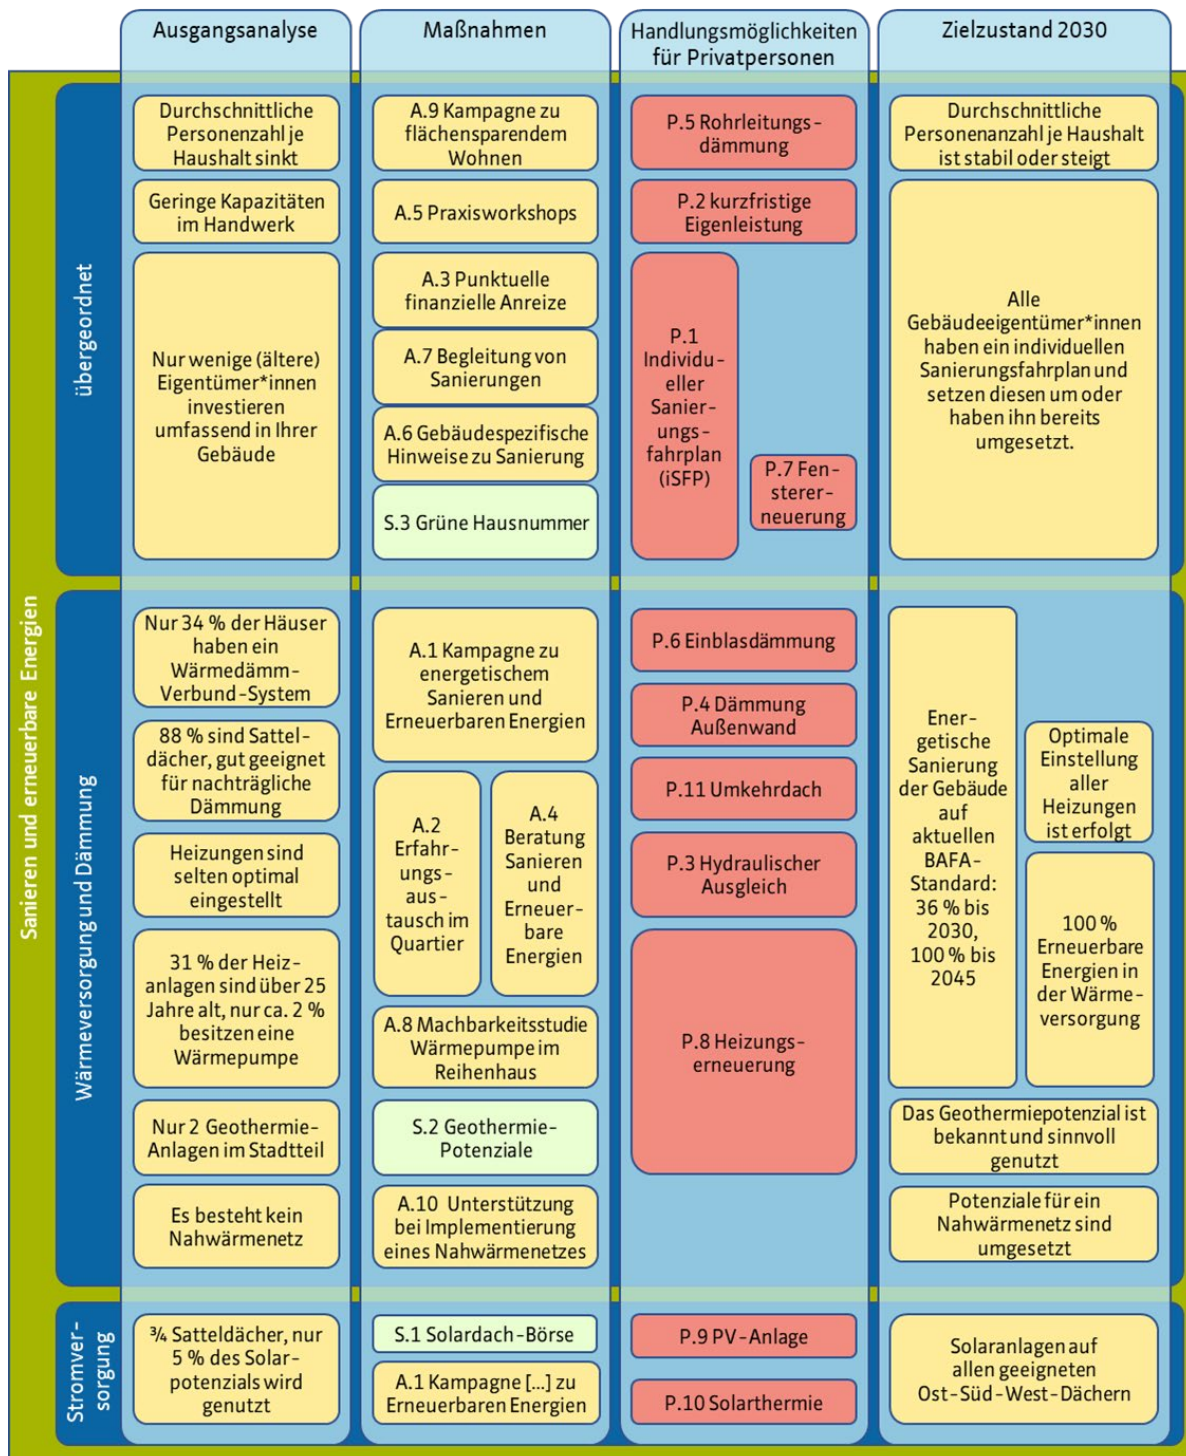 Ausgangsanalyse
Maßnahmen
Handlungsmöglichkeiten
für Privatpersonen
Zielzustand 2030
Sanieren und erneuerbare Energien
übergeordnet
Durchschnittliche
Personenzahl je
Haushalt sinkt
Geringe Kapazitäten
im Handwerk
Nur wenige (ältere)
Eigentümer*innen
investieren
umfassend in Ihrer
Gebäude
A.9 Kampagne zu
flächensparendem
Wohnen
A.5 Praxisworkshops
A.3 Punktuelle
finanzielle Anreize
A.7 Begleitung von
Sanierungen
A.6 Gebäudespezifische
Hinweise zu Sanierung
S.3 Grüne Hausnummer
P.5 Rohrleitungs-
dämmung
P.2 kurzfristige
Eigenleistung
P.1
Individu-
eller
Sanier-
ungs-
fahrplan
(iSFP)
P.7 Fen-
sterer-
neuerung
Durchschnittliche
Personenanzahl je Haushalt
ist stabil oder steigt
Alle
Gebäudeeigentümer*innen
haben ein individuellen
Sanierungsfahrplan und
setzen diesen um oder
haben ihn bereits
umgesetzt.
Wärmeversorgung und Dämmung
Nur 34 % der Häuser
haben ein
Wärmedämm-
Verbund-System
88 % sind Sattel-
dächer, gut geeignet
für nachträgliche
Dämmung
Heizungen sind
selten optimal
eingestellt
31 % der Heiz-
anlagen sind über 25
Jahre alt, nur ca. 2 %
besitzen eine
Wärmepumpe
Nur 2 Geothermie-
Anlagen im Stadtteil
Es besteht kein
Nahwärmenetz
A.1 Kampagne zu
energetischem
Sanieren und
Erneuerbaren Energien
A.2
Erfahr-
ungs-
aus-
tausch im
Quartier
A.4
Beratung
Sanieren
und
Erneuer-
bare
Energien
A.8 Machbarkeitsstudie
Wärmepumpe im
Reihenhaus
S.2 Geothermie-
Potenziale
A.10 Unterstützung
bei Implementierung
eines Nahwärmenetzes
P.6 Einblasdämmung
P.4 Dämmung
Außenwand
P.11 Umkehrdach
P.3 Hydraulischer
Ausgleich
P.8 Heizungs-
erneuerung
Ener-
getische
Sanierung
der Gebäude
auf
aktuellen
BAFA-
Standard:
36 % bis
2030,
100 % bis
2045
Optimale
Einstellung
aller
Heizungen
ist erfolgt
100 %
Erneuerbare
Energien in
der Wärme-
versorgung
Das Geothermiepotenzial ist
bekannt und sinnvoll
genutzt
Potenziale für ein
Nahwärmenetz sind
umgesetzt
Stromver-
sorgung
¾ Satteldächer, nur
5 % des Solar-
potenzials wird
genutzt
S.1 Solardach-Börse
A.1 Kampagne [...] zu
Erneuerbaren Energien
P.9 PV-Anlage
P.10 Solarthermie
Solaranlagen auf
allen geeigneten
Ost-Süd-West-Dächern